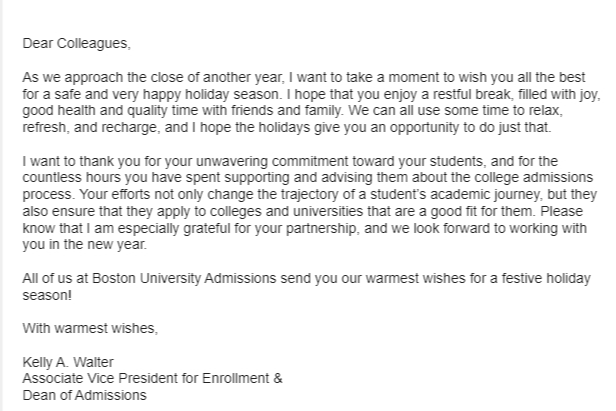 Dear Colleagues,
As we approach the close of another year, I want to take a moment to wish you all the best
for a safe and very happy holiday season. I hope that you enjoy a restful break, filled with joy,
good health and quality time with friends and family. We can all use some time to relax,
refresh, and recharge, and I hope the holidays give you an opportunity to do just that.
I want to thank you for your unwavering commitment toward your students, and for the
countless hours you have spent supporting and advising them about the college admissions
process. Your efforts not only change the trajectory of a student's academic journey, but they
also ensure that they apply to colleges and universities that are a good fit for them. Please
know that I am especially grateful for your partnership, and we look forward to working with
you in the new year.
All of us at Boston University Admissions send you our warmest wishes for a festive holiday
season!
With warmest wishes,
Kelly A. Walter
Associate Vice President for Enrollment &
Dean of Admissions